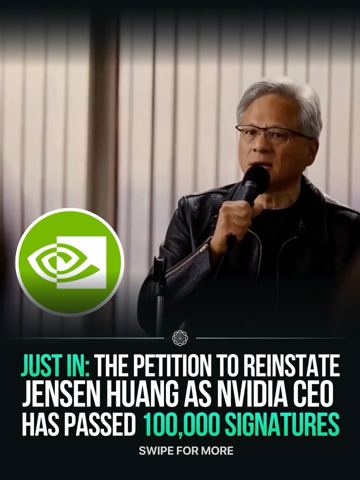 JUST IN: THE PETITION TO REINSTATE
JENSEN HUANG AS NVIDIA CEO
HAS PASSED 100,000 SIGNATURES
SWIPE FOR MORE